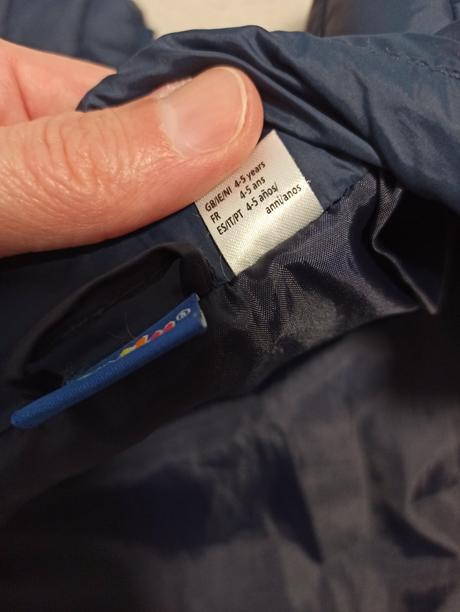 GB/IE/NI 4-5 years
FR 4-5 ans
ES/IT/PT 4-5 años/
anni/anos